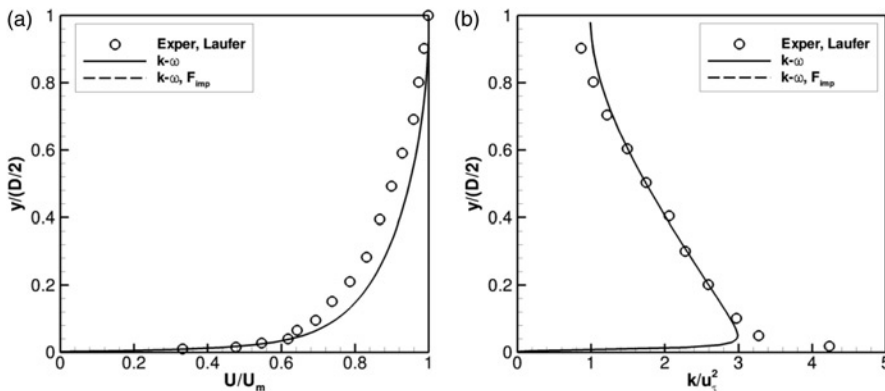 (a)
1
0.8
0.6
0.4
0.2
0
y/(D/2)
Exper, Laufer
k-ω
k-ω, F_imp
0
0.2
0.4
0.6
0.8
1
U/U_m
(b)
1
0.8
0.6
0.4
0.2
0
y/(D/2)
Exper, Laufer
k-ω
k-ω, F_imp
0
1
2
3
4
5
k/u_τ^2